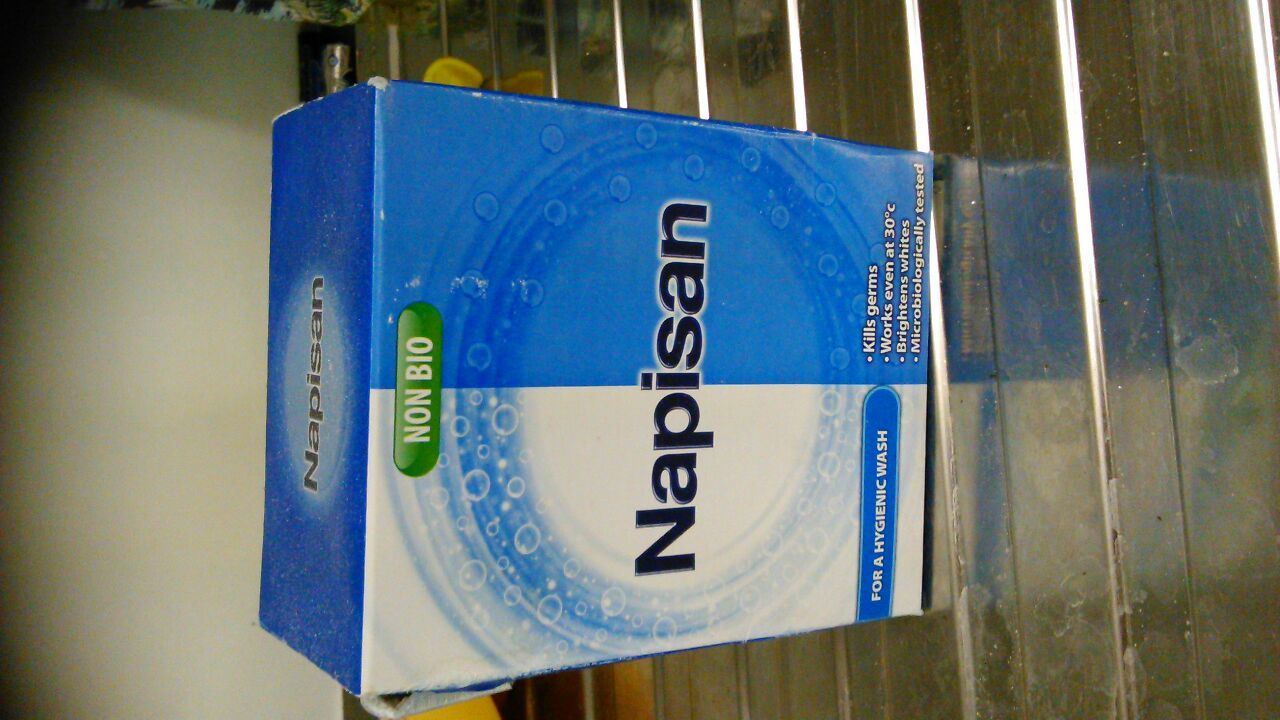 Napisan
NON BIO
Napisan
FOR A HYGIENIC WASH
• Kills germs
• Works even at 30°c
• Brightens whites
• Microbiologically tested